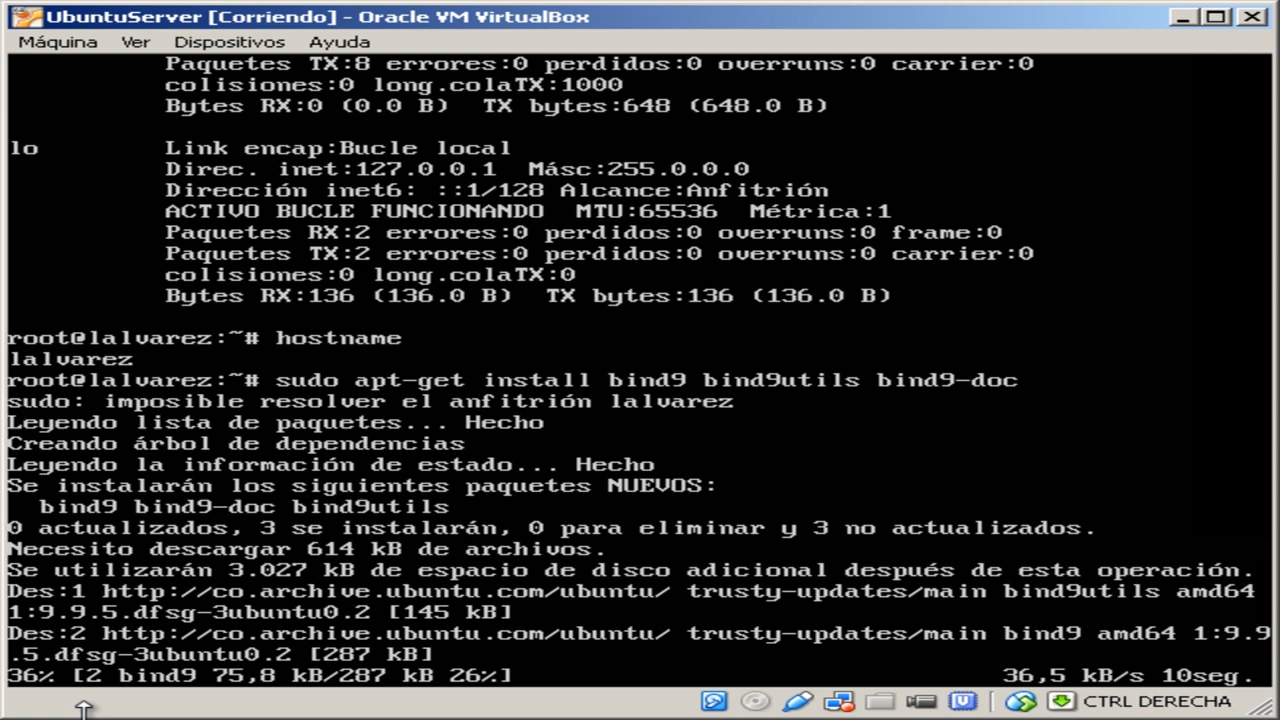 UbuntuServer [Corriendo] - Oracle VM VirtualBox
Máquina Ver Dispositivos Ayuda
Paquetes TX:8 errores:0 perdidos:0 overruns:0 carrier:0
colisiones:0 long.colaTX:1000
Bytes RX:0 (0.0 B) TX bytes:648 (648.0 B)
lo Link encap:Bucle local
Direc. inet:127.0.0.1 Másc:255.0.0.0
Dirección inet6: ::1/128 Alcance:Anfitrión
ACTIVO BUCLE FUNCIONANDO MTU:65536 Métrica:1
Paquetes RX:2 errores:0 perdidos:0 overruns:0 frame:0
Paquetes TX:2 errores:0 perdidos:0 overruns:0 carrier:0
colisiones:0 long.colaTX:0
Bytes RX:136 (136.0 B) TX bytes:136 (136.0 B)
root@lalvarez:~# hostname
lalvarez
root@lalvarez:~# sudo apt-get install bind9 bind9utils bind9-doc
sudo: imposible resolver el anfitrión lalvarez
Leyendo lista de paquetes... Hecho
Creando árbol de dependencias
Leyendo la información de estado... Hecho
Se instalarán los siguientes paquetes NUEVOS:
bind9 bind9-doc bind9utils
0 actualizados, 3 se instalarán, 0 para eliminar y 3 no actualizados.
Necesito descargar 614 kB de archivos.
Se utilizarán 3.027 kB de espacio de disco adicional después de esta operación.
Des:1 http://co.archive.ubuntu.com/ubuntu/ trusty-updates/main bind9utils amd64
1:9.9.5.dfsg-3ubuntu0.2 [145 kB]
Des:2 http://co.archive.ubuntu.com/ubuntu/ trusty-updates/main bind9 amd64 1:9.9
.5.dfsg-3ubuntu0.2 [287 kB]
36% [2 bind9 75,8 kB/287 kB 26%] 36,5 kB/s 10seg.
CTRL DERECHA